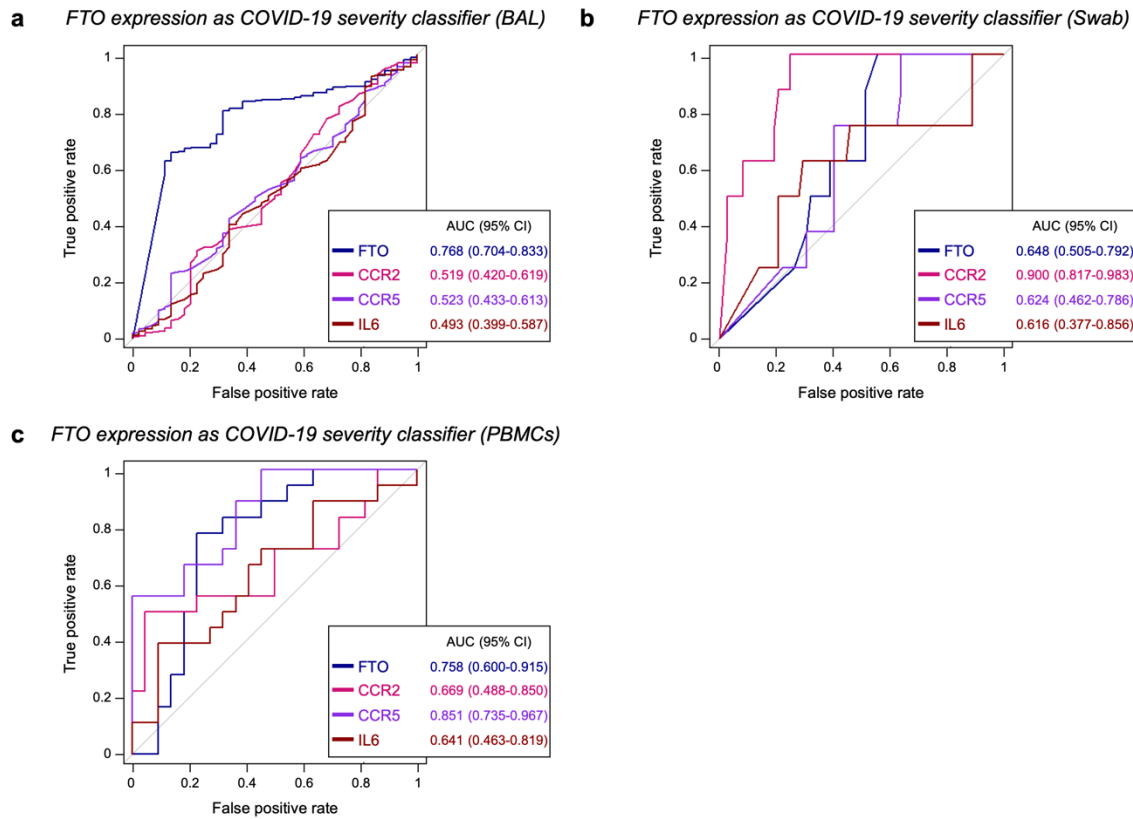 a FTO expression as COVID-19 severity classifier (BAL)
True positive rate
1
0.8
0.6
0.4
0.2
0
0 0.2 0.4 0.6 0.8 1
False positive rate
AUC (95% CI)
FTO 0.768 (0.704-0.833)
CCR2 0.519 (0.420-0.619)
CCR5 0.523 (0.433-0.613)
IL6 0.493 (0.399-0.587)
b FTO expression as COVID-19 severity classifier (Swab)
True positive rate
1
0.8
0.6
0.4
0.2
0
0 0.2 0.4 0.6 0.8 1
False positive rate
AUC (95% CI)
FTO 0.648 (0.505-0.792)
CCR2 0.900 (0.817-0.983)
CCR5 0.624 (0.462-0.786)
IL6 0.616 (0.377-0.856)
c FTO expression as COVID-19 severity classifier (PBMCs)
True positive rate
1
0.8
0.6
0.4
0.2
0
0 0.2 0.4 0.6 0.8 1
False positive rate
AUC (95% CI)
FTO 0.758 (0.600-0.915)
CCR2 0.669 (0.488-0.850)
CCR5 0.851 (0.735-0.967)
IL6 0.641 (0.463-0.819)